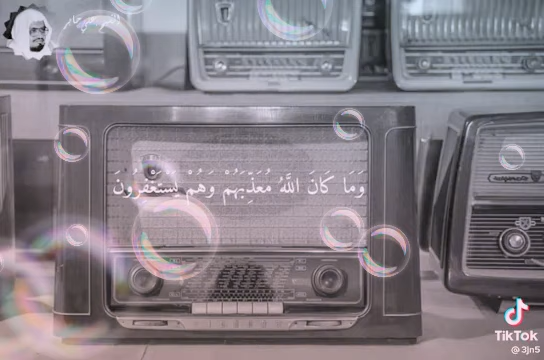 وَمَا كَانَ اللَّهُ مُعَذِّبَهُمْ وَهُمْ يَسْتَغْفِرُونَ
TikTok
@ 3jn5